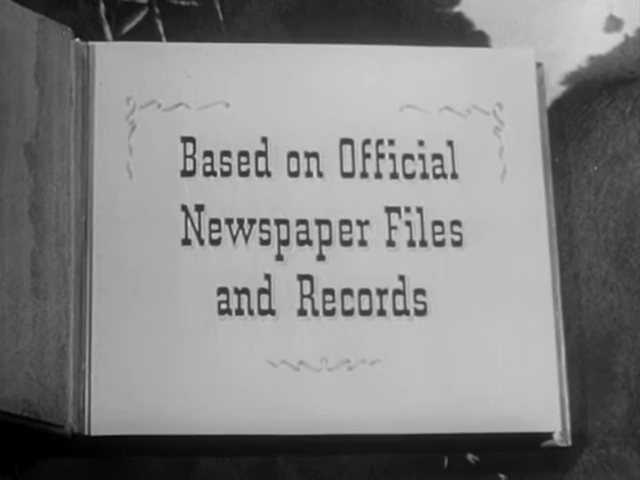 Based on Official
Newspaper Files
and Records